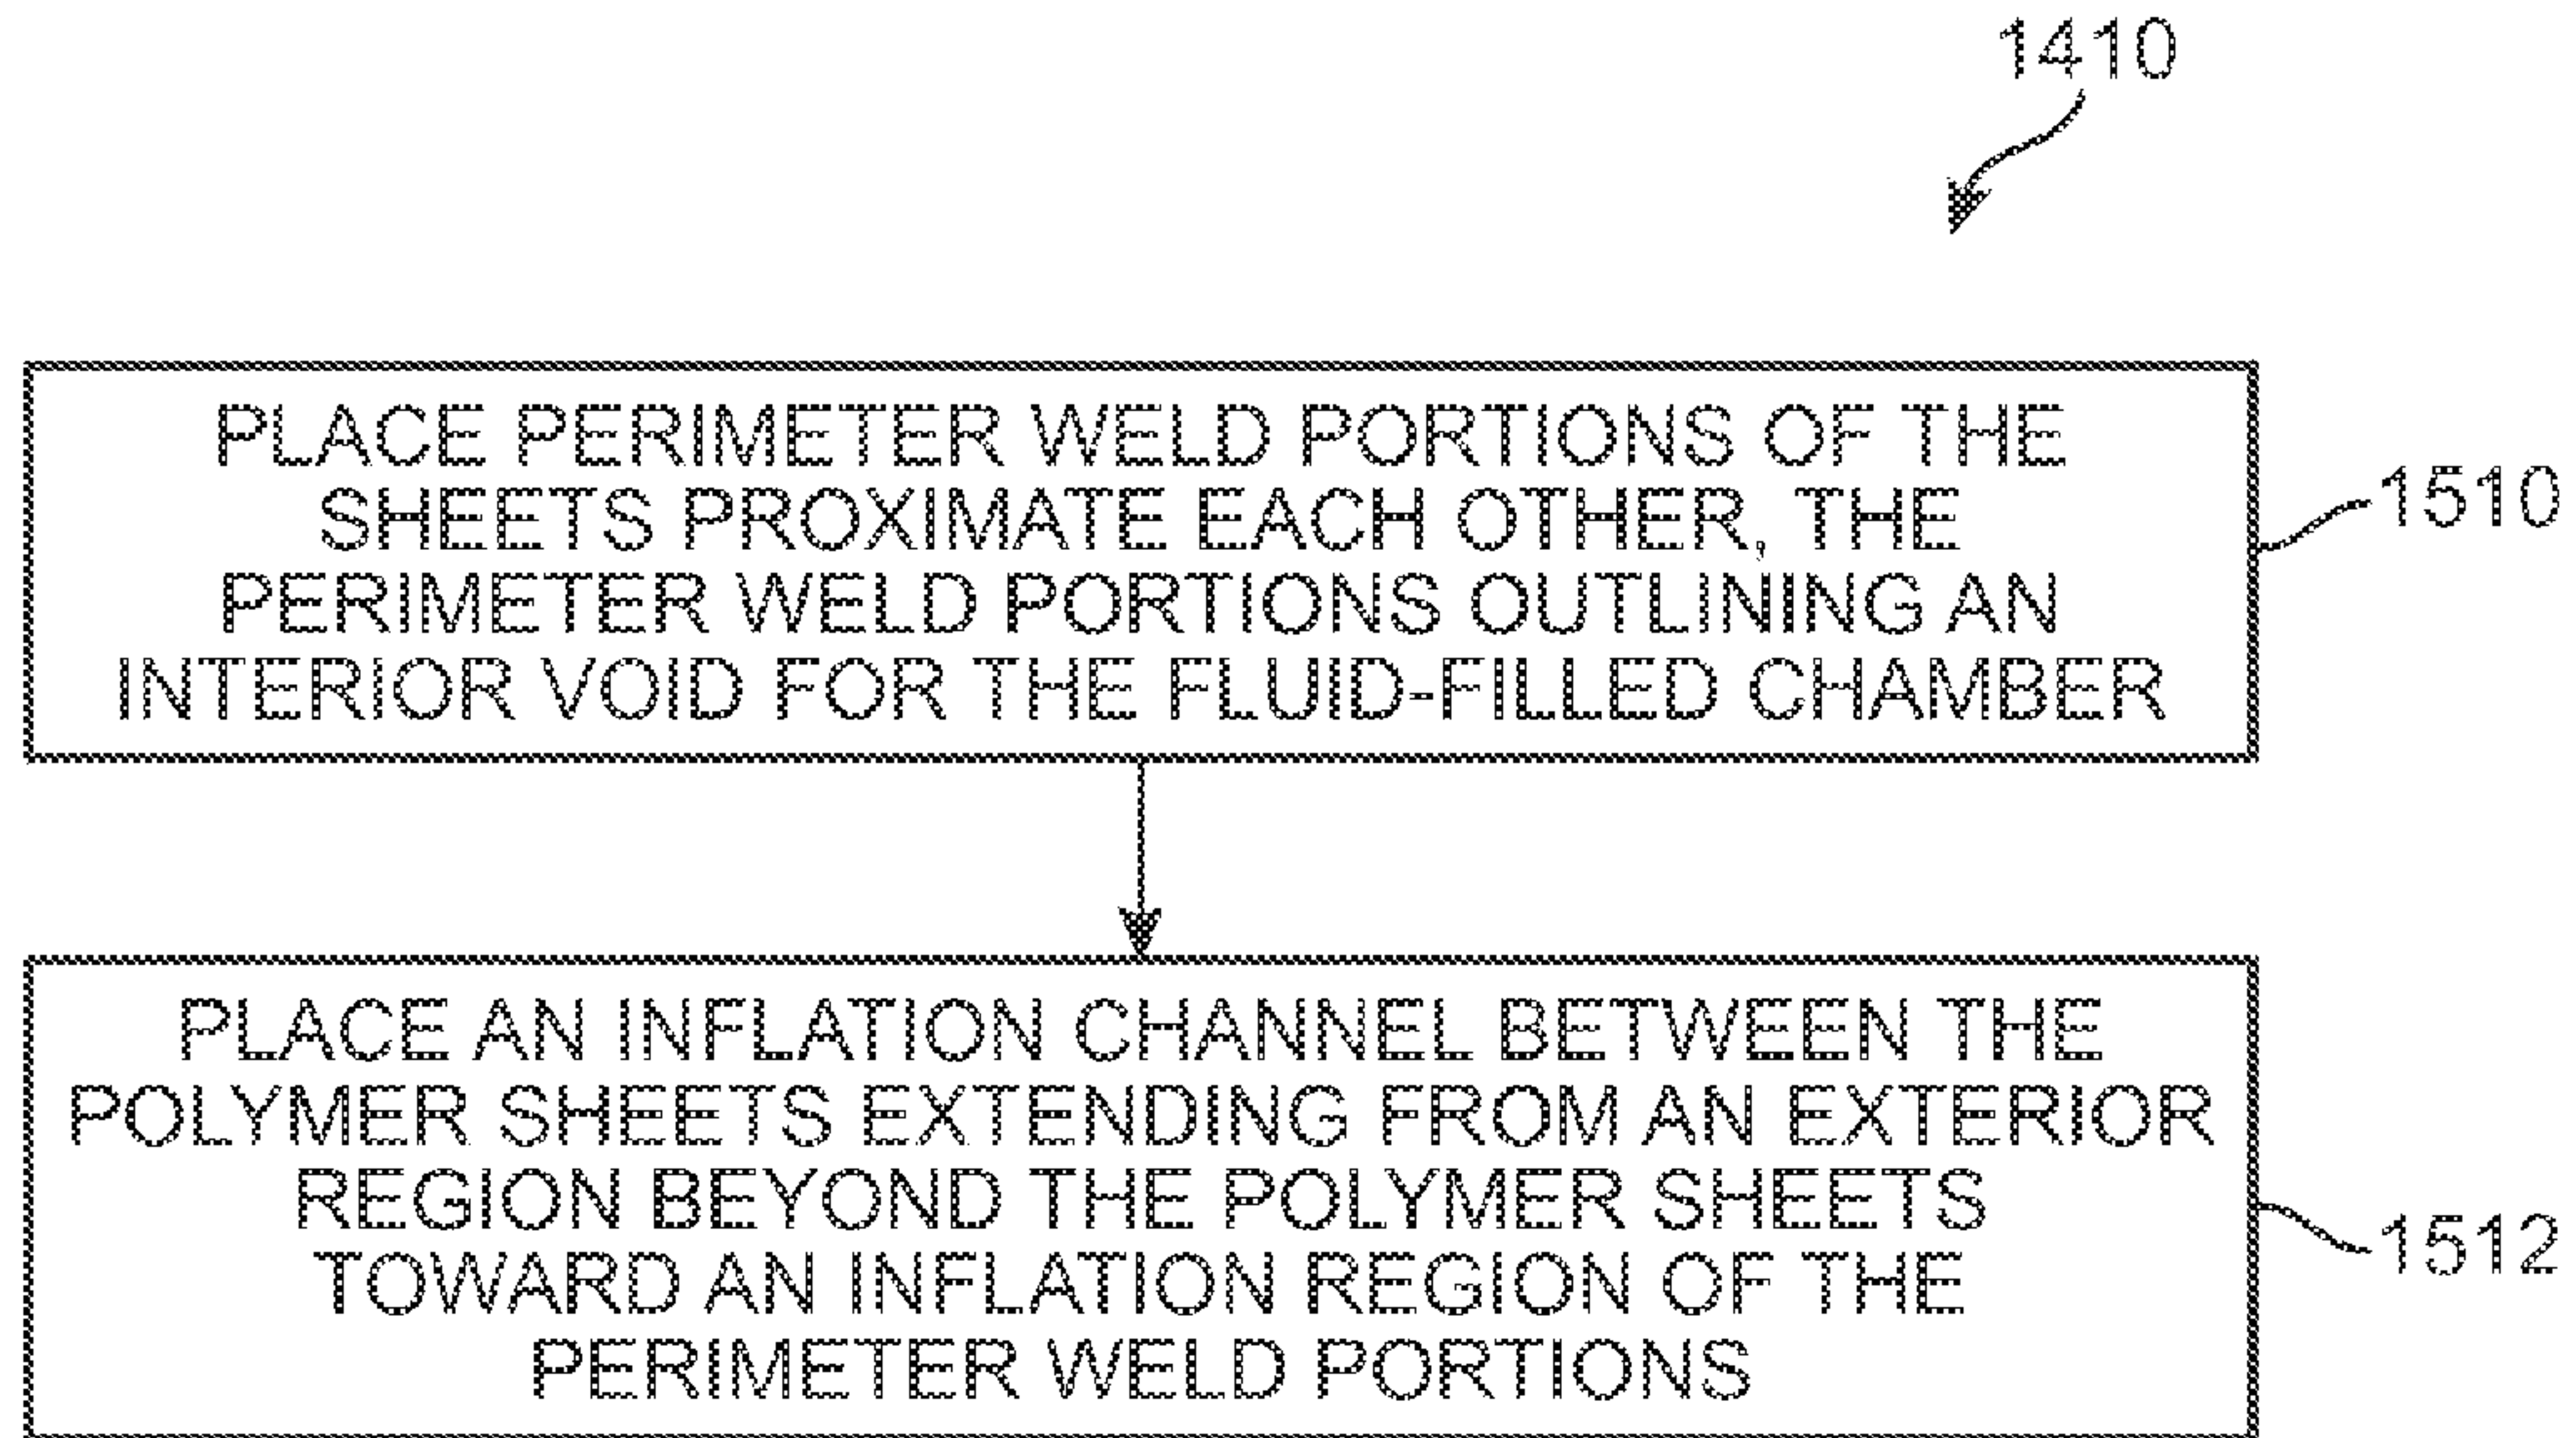 1410
PLACE PERIMETER WELD PORTIONS OF THE
SHEETS PROXIMATE EACH OTHER, THE
PERIMETER WELD PORTIONS OUTLINING AN
INTERIOR VOID FOR THE FLUID-FILLED CHAMBER
1510
PLACE AN INFLATION CHANNEL BETWEEN THE
POLYMER SHEETS EXTENDING FROM AN EXTERIOR
REGION BEYOND THE POLYMER SHEETS
TOWARD AN INFLATION REGION OF THE
PERIMETER WELD PORTIONS
1512